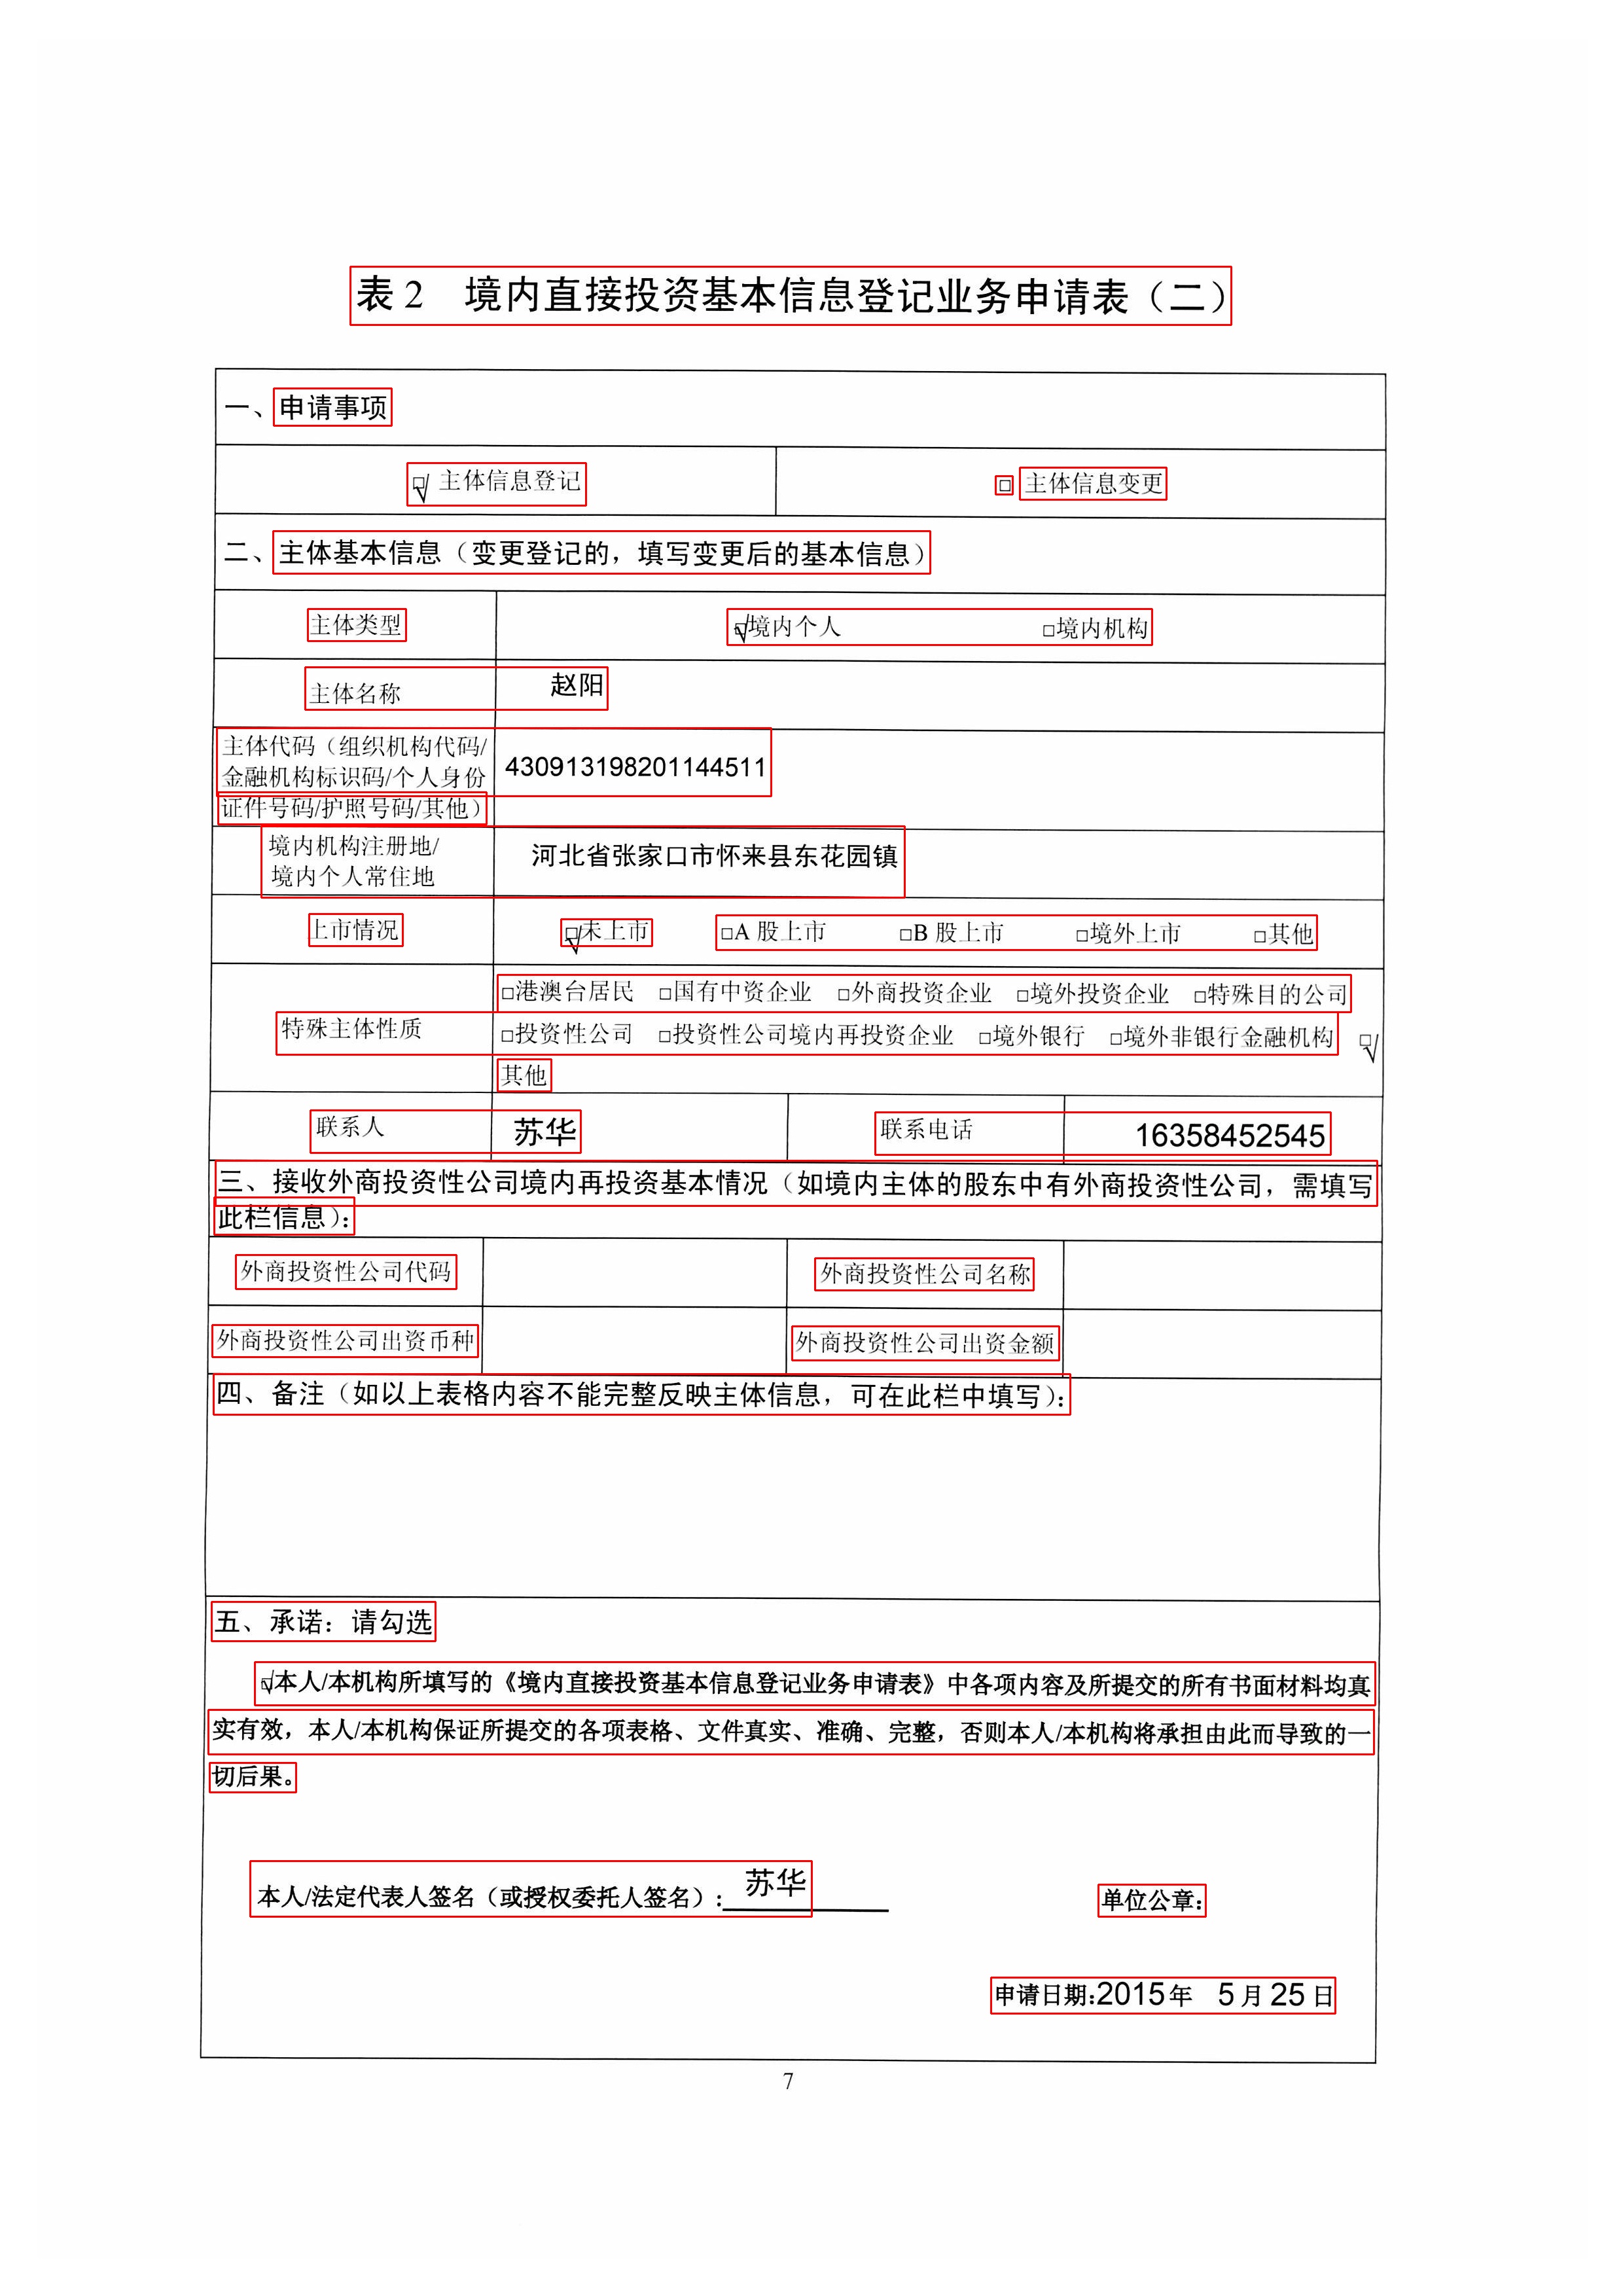 表2 境内直接投资基本信息登记业务申请表（二）
一、申请事项
☑ 主体信息登记 □ 主体信息变更
二、主体基本信息（变更登记的，填写变更后的基本信息）
主体类型 ☑境内个人 □境内机构
主体名称 赵阳
主体代码（组织机构代码/
金融机构标识码/个人身份
证件号码/护照号码/其他）
430913198201144511
境内机构注册地/
境内个人常住地
河北省张家口市怀来县东花园镇
上市情况 ☑未上市 □A 股上市 □B 股上市 □境外上市 □其他
特殊主体性质
□港澳台居民 □国有中资企业 □外商投资企业 □境外投资企业 □特殊目的公司
□投资性公司 □投资性公司境内再投资企业 □境外银行 □境外非银行金融机构 ☑
其他
联系人 苏华 联系电话 16358452545
三、接收外商投资性公司境内再投资基本情况（如境内主体的股东中有外商投资性公司，需填写
此栏信息）：
外商投资性公司代码 外商投资性公司名称
外商投资性公司出资币种 外商投资性公司出资金额
四、备注（如以上表格内容不能完整反映主体信息，可在此栏中填写）：
五、承诺：请勾选
☑本人/本机构所填写的《境内直接投资基本信息登记业务申请表》中各项内容及所提交的所有书面材料均真
实有效，本人/本机构保证所提交的各项表格、文件真实、准确、完整，否则本人/本机构将承担由此而导致的一
切后果。
本人/法定代表人签名（或授权委托人签名）：苏华 单位公章：
申请日期:2015年 5月25日
7